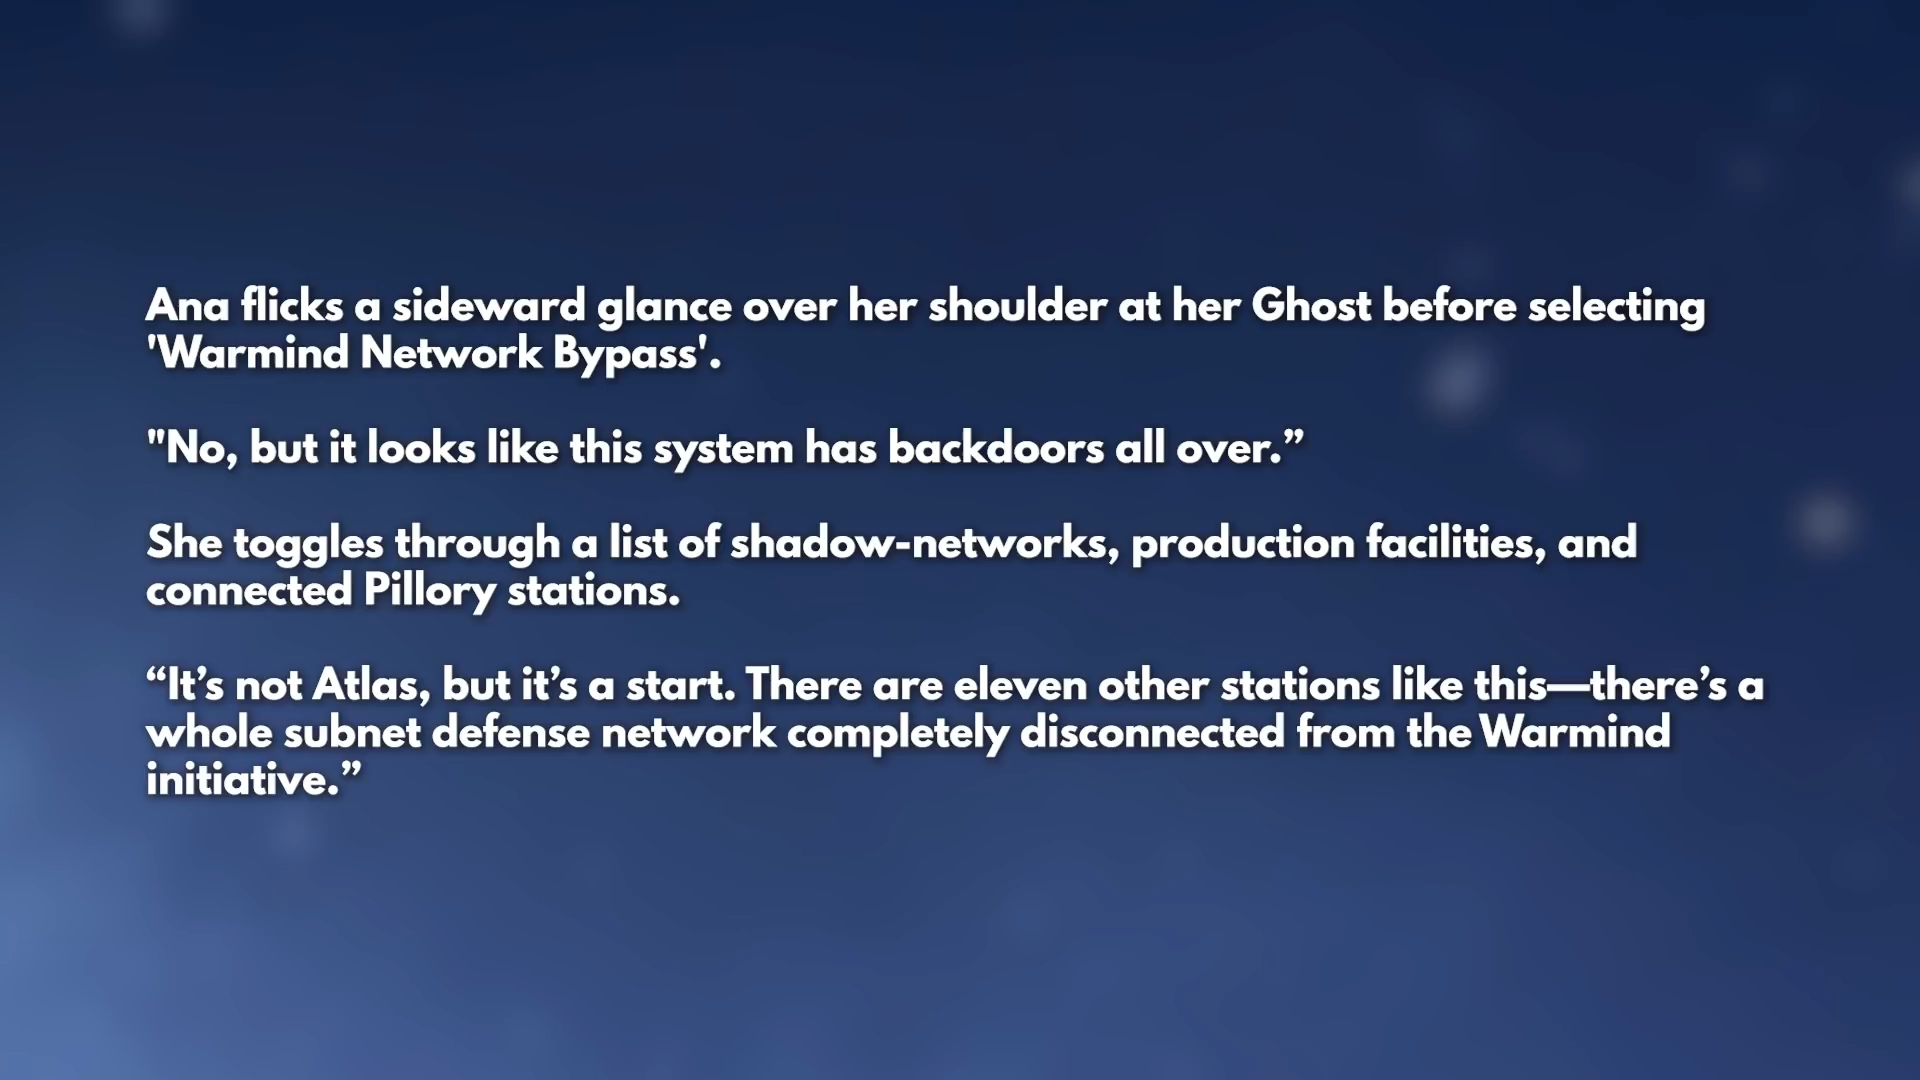 Ana flicks a sideward glance over her shoulder at her Ghost before selecting
'Warmind Network Bypass'.
"No, but it looks like this system has backdoors all over.”
She toggles through a list of shadow-networks, production facilities, and
connected Pillory stations.
“It’s not Atlas, but it’s a start. There are eleven other stations like this—there’s a
whole subnet defense network completely disconnected from the Warmind
initiative.”